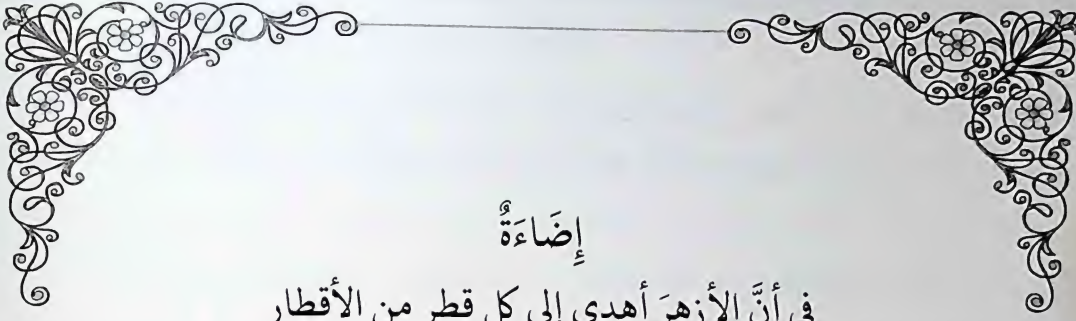 إِضَاءَةٌ
في أنَّ الأزهرَ أهدى إلى كل قطر من الأقطار